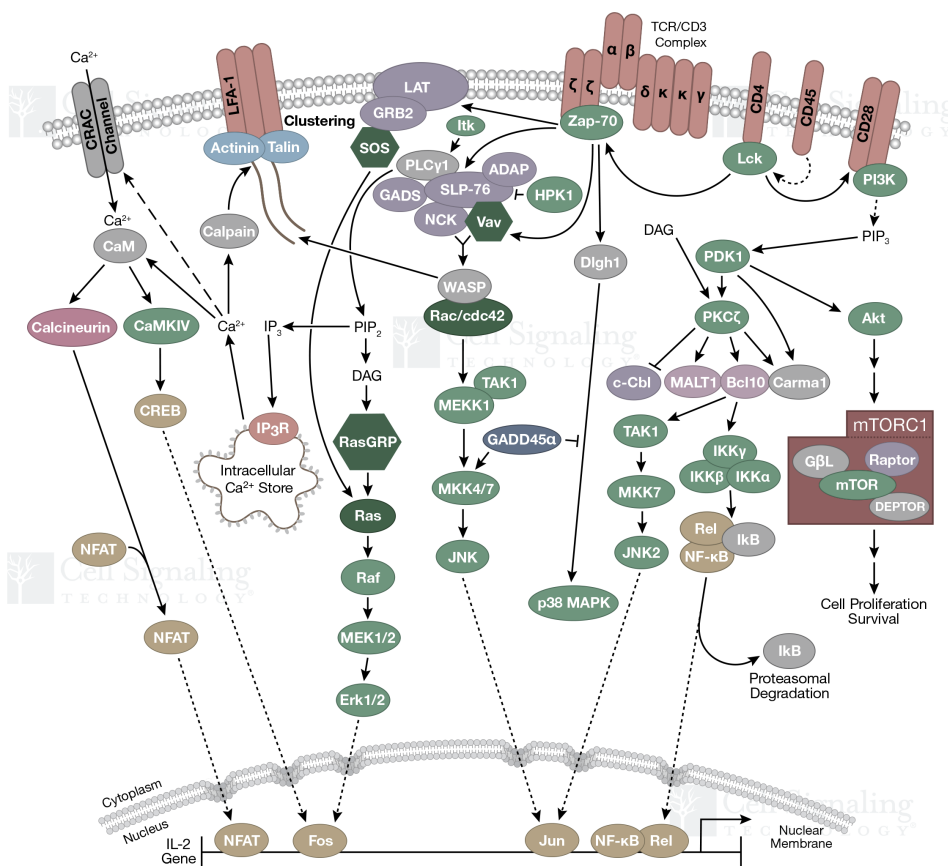 TCR/CD3
Complex
Ca²⁺
LFA-1
LAT
α β
ζ ζ
δ κ κ γ
CD4
CD45
CD28
CRAC
Channel
GRB2
Clustering
Itk
Zap-70
SOS
Actinin
Talin
PLCγ1
ADAP
Lck
SLP-76
PI3K
GADS
HPK1
NCK
Vav
Ca²⁺
Calpain
DAG
PIP₃
CaM
PDK1
Dlgh1
WASP
Rac/cdc42
Calcineurin
CaMKIV
Ca²⁺
IP₃
PIP₂
PKCζ
Akt
DAG
TAK1
c-Cbl
MALT1
Bcl10
Carma1
MEKK1
CREB
IP3R
mTORC1
TAK1
RasGRP
GADD45α
IKKγ
GβL
Raptor
Intracellular
Ca²⁺ Store
IKKβ
IKKα
mTOR
MKK4/7
MKK7
DEPTOR
Ras
Rel
IkB
NFAT
JNK
JNK2
NF-κB
Raf
p38 MAPK
Cell Proliferation
Survival
NFAT
MEK1/2
IkB
Proteasomal
Degradation
Erk1/2
Cytoplasm
Nucleus
IL-2
Gene
NFAT
Fos
Jun
NF-κB
Rel
Nuclear
Membrane
Cell Signaling
TECHNOLOGY®
Cell Signaling
TECHNOLOGY®
Cell Signaling
TECHNOLOGY®
Cell Signaling
TECHNOLOGY®
Cell Signaling
TECHNOLOGY®